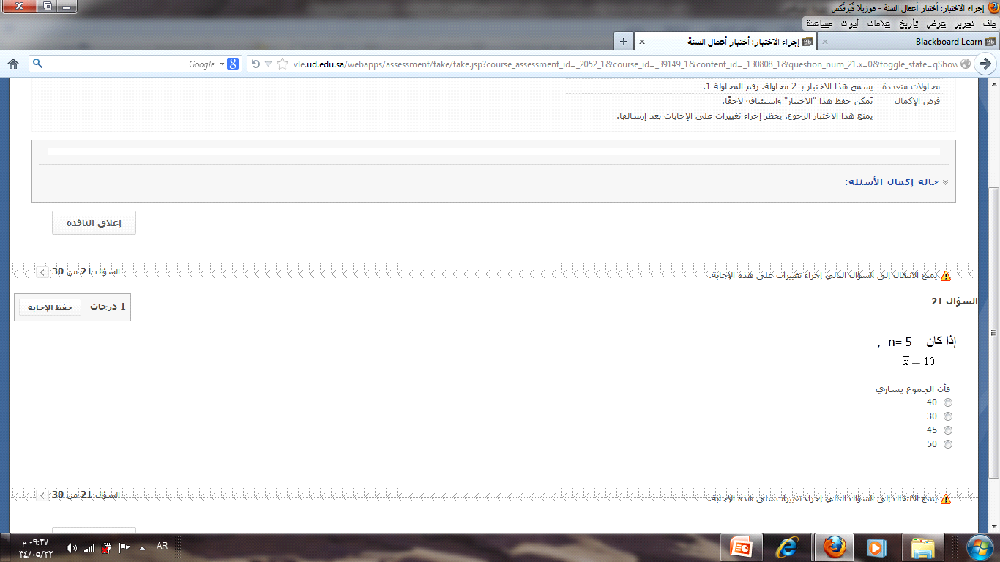 إجراء الاختبار: أختبار أعمال السنة - موزيلا فَيَرفُكس
ملف تحرير عرض تأريخ علامات أدوات مساعدة
Blackboard Learn
إجراء الاختبار: أختبار أعمال السنة
vle.ud.edu.sa/webapps/assessment/take/take.jsp?course_assessment_id=_2052_1&course_id=_39149_1&content_id=_130808_1&question_num_21.x=0&toggle_state=qShow
Google
محاولات متعددة يسمح هذا الاختبار بـ 2 محاولة. رقم المحاولة 1.
فرض الإكمال يُمكن حفظ هذا "الاختبار" واستئنافه لاحقًا.
يمنع هذا الاختبار الرجوع. يحظر إجراء تغييرات على الإجابات بعد إرسالها.
حالة إكمال الأسئلة:
إغلاق النافذة
يمنع الانتقال إلى السؤال التالي إجراء تغييرات على هذه الإجابة.
السؤال 21 من 30
السؤال 21
1 درجات
حفظ الإجابة
إذا كان n= 5 ,
x̅ = 10
فأن الجموع يساوي
40
30
45
50
يمنع الانتقال إلى السؤال التالي إجراء تغييرات على هذه الإجابة.
السؤال 21 من 30
AR
٠٩:٣٧ م
٣٤/٠٥/٢٢